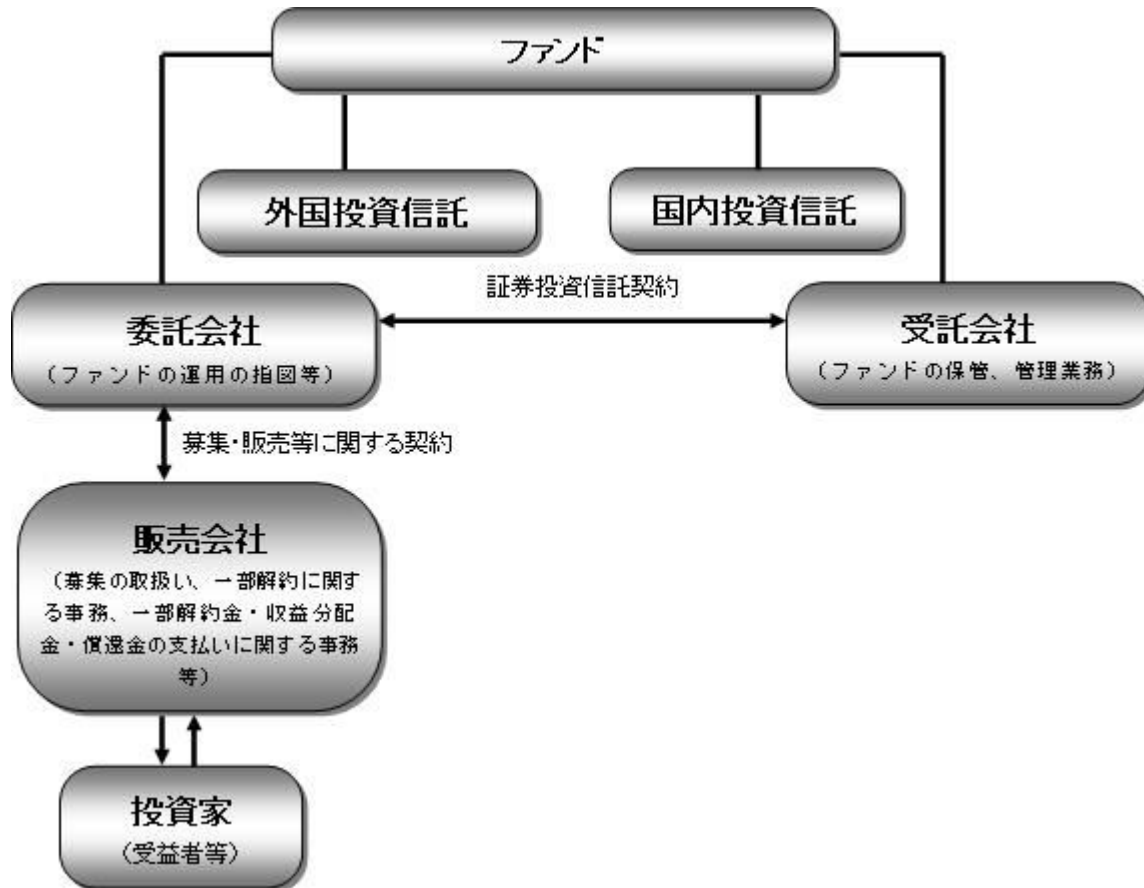 ファンド
外国投資信託
国内投資信託
証券投資信託契約
委託会社
（ファンドの運用の指図等）
受託会社
（ファンドの保管、管理業務）
募集・販売等に関する契約
販売会社
（募集の取扱い、一部解約に関す
る事務、一部解約金・収益分配
金・償還金の支払いに関する事務
等）
投資家
（受益者等）